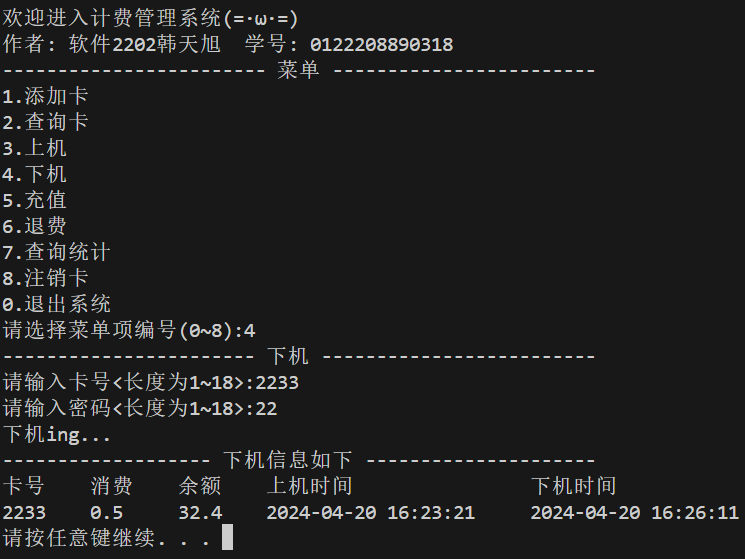 欢迎进入计费管理系统(=·ω·=)
作者: 软件2202韩天旭  学号: 0122208890318
------------------------ 菜单 ------------------------
1.添加卡
2.查询卡
3.上机
4.下机
5.充值
6.退费
7.查询统计
8.注销卡
0.退出系统
请选择菜单项编号(0~8):4
----------------------- 下机 -------------------------
请输入卡号<长度为1~18>:2233
请输入密码<长度为1~18>:22
下机ing...
------------------- 下机信息如下 ---------------------
卡号    消费    余额    上机时间                下机时间
2233    0.5     32.4    2024-04-20 16:23:21     2024-04-20 16:26:11
请按任意键继续. . .